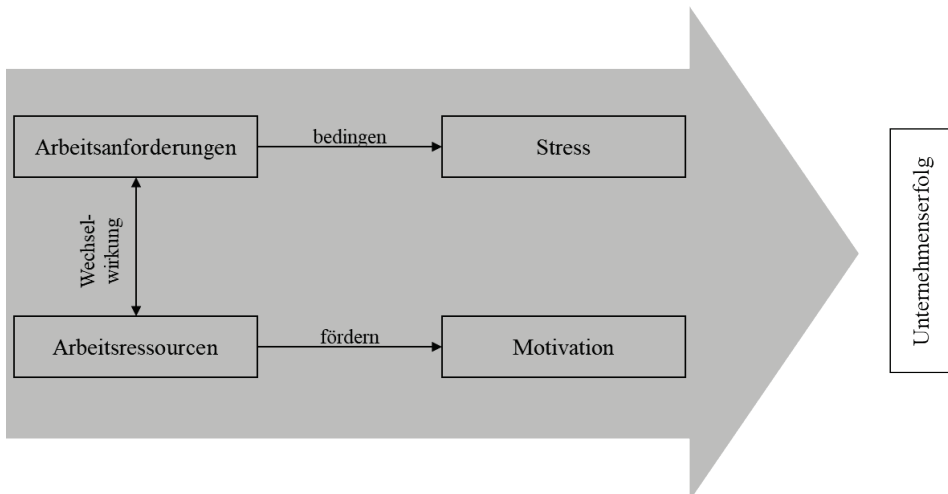 Arbeitsanforderungen
bedingen
Stress
Wechsel-
wirkung
Arbeitsressourcen
fördern
Motivation
Unternehmenserfolg